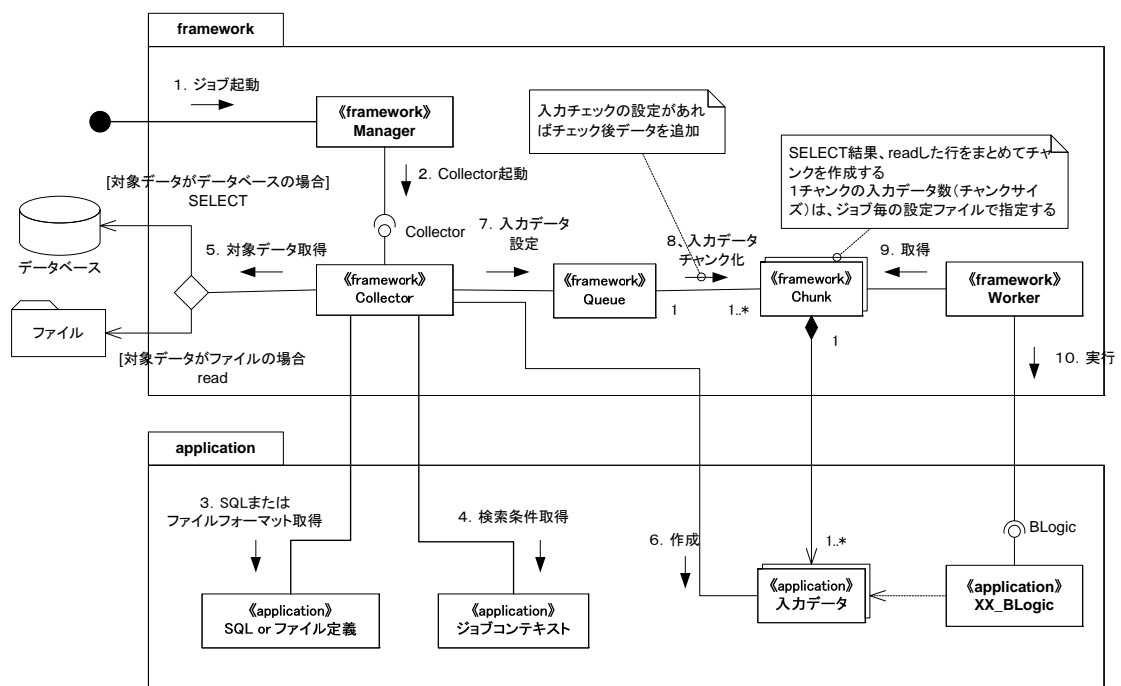 framework
1．ジョブ起動
《framework》
Manager
入力チェックの設定があれ
ばチェック後データを追加
SELECT結果、readした行をまとめてチャ
ンクを作成する
1チャンクの入力データ数（チャンクサイ
ズ）は、ジョブ毎の設定ファイルで指定する
2．Collector起動
[対象データがデータベースの場合]
SELECT
Collector
データベース
5．対象データ取得
7．入力データ
設定
8、入力データ
チャンク化
9．取得
《framework》
Collector
《framework》
Queue
《framework》
Chunk
《framework》
Worker
1
1..*
1
ファイル
[対象データがファイルの場合
read
10．実行
application
3．SQLまたは
ファイルフォーマット取得
4．検索条件取得
6．作成
1..*
BLogic
《application》
SQL or ファイル定義
《application》
ジョブコンテキスト
《application》
入力データ
《application》
XX_BLogic